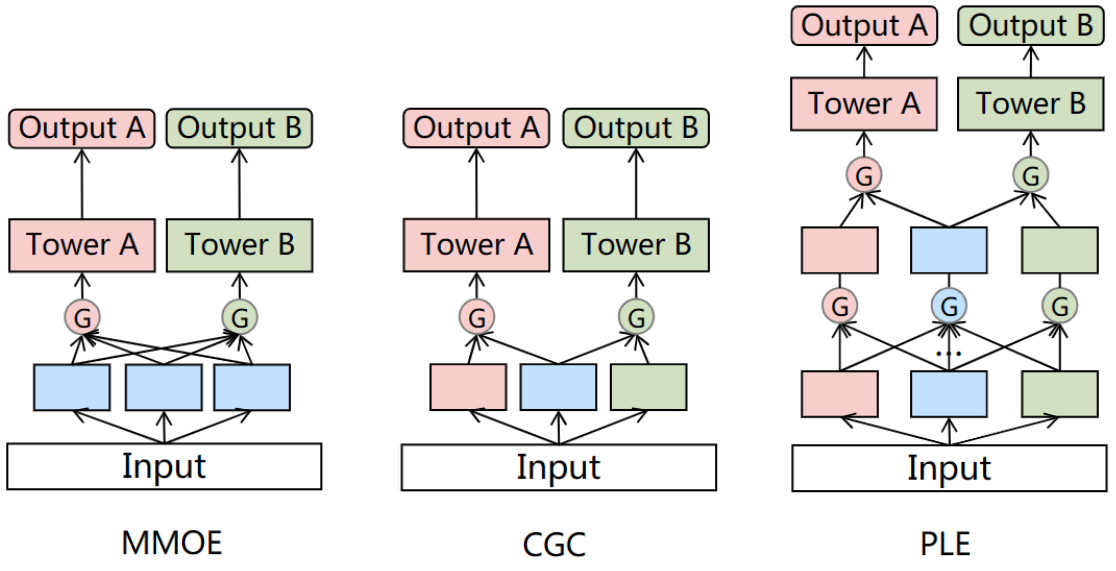 Output A
Output B
Tower A
Tower B
G
G
Input
MMOE
Output A
Output B
Tower A
Tower B
G
G
Input
CGC
Output A
Output B
Tower A
Tower B
G
G
G
G
G
...
Input
PLE